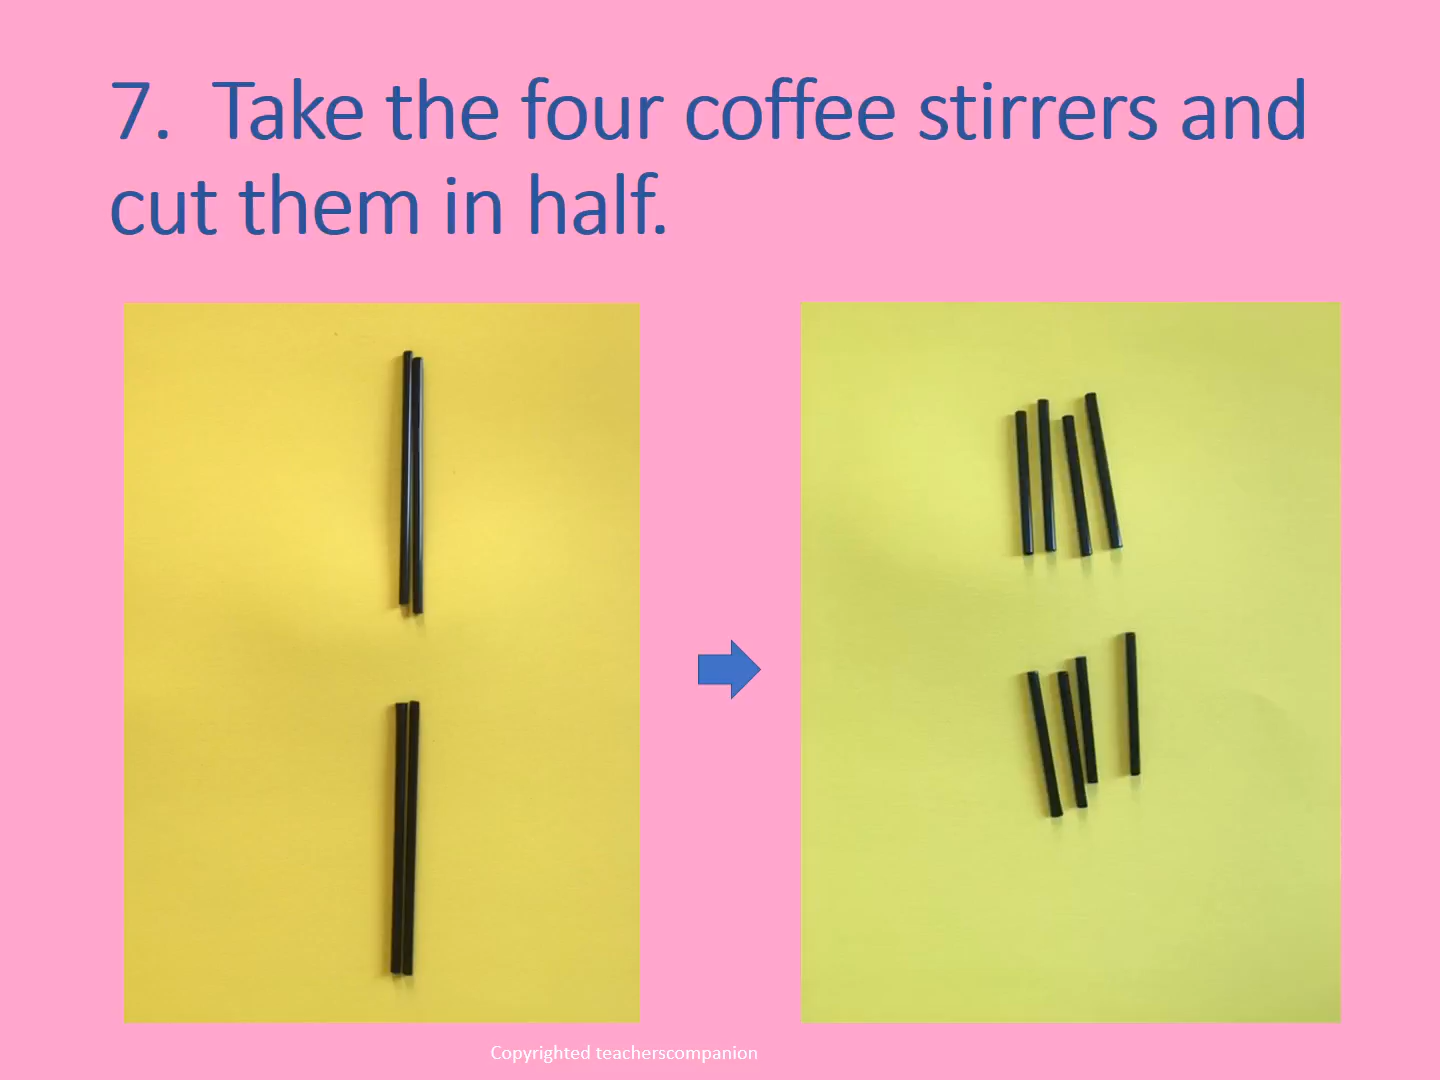 7.  Take the four coffee stirrers and
cut them in half.
Copyrighted teacherscompanion